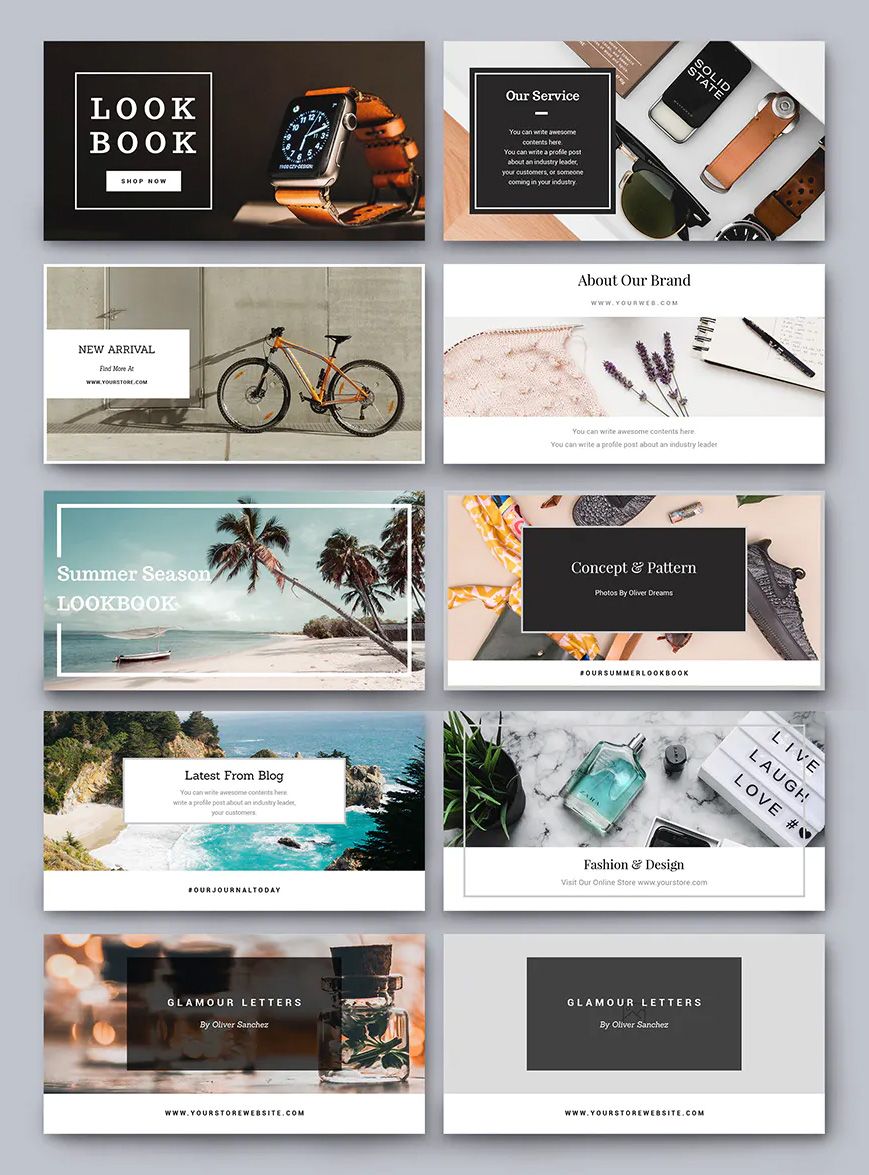 LOOK
BOOK
SHOP NOW
Our Service
You can write awesome
contents here.
You can write a profile post
about an industry leader,
your customers, or someone
coming in your industry.
SOLID
STATE
NEW ARRIVAL
Find More At
WWW.YOURSTORE.COM
About Our Brand
WWW.YOURWEB.COM
You can write awesome contents here.
You can write a profile post about an industry leader
Summer Season
LOOKBOOK
Concept & Pattern
Photos By Oliver Dreams
#OURSUMMERLOOKBOOK
Latest From Blog
You can write awesome contents here.
write a profile post about an industry leader,
your customers.
#OURJOURNALTODAY
ZARA
LIVE
LAUGH
LOVE #
Fashion & Design
Visit Our Online Store www.yourstore.com
GLAMOUR LETTERS
By Oliver Sanchez
WWW.YOURSTOREWEBSITE.COM
GLAMOUR LETTERS
By Oliver Sanchez
WWW.YOURSTOREWEBSITE.COM